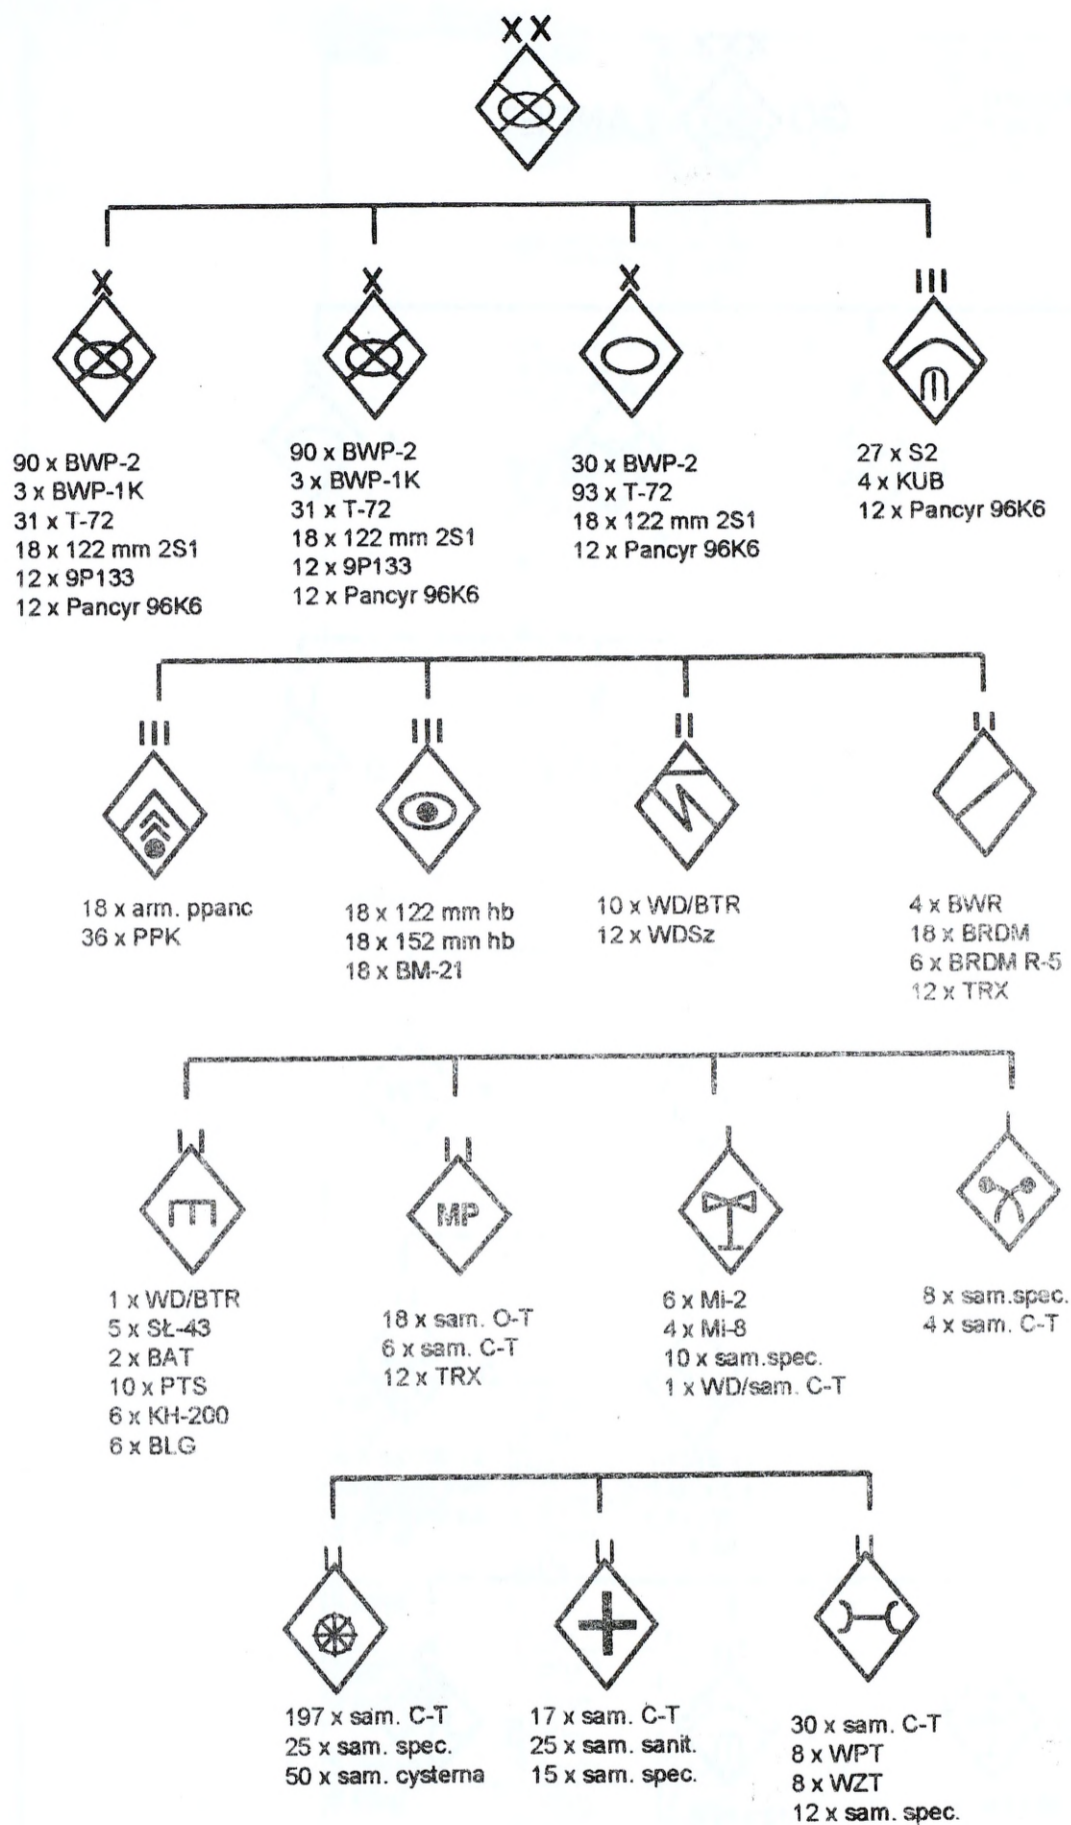 XX
X
90 x BWP-2
3 x BWP-1K
31 x T-72
18 x 122 mm 2S1
12 x 9P133
12 x Pancyr 96K6
X
90 x BWP-2
3 x BWP-1K
31 x T-72
18 x 122 mm 2S1
12 x 9P133
12 x Pancyr 96K6
X
30 x BWP-2
93 x T-72
18 x 122 mm 2S1
12 x Pancyr 96K6
III
27 x S2
4 x KUB
12 x Pancyr 96K6
III
18 x arm. ppanc
36 x PPK
III
18 x 122 mm hb
18 x 152 mm hb
18 x BM-21
II
10 x WD/BTR
12 x WDSz
II
4 x BWR
18 x BRDM
6 x BRDM R-5
12 x TRX
II
1 x WD/BTR
5 x SŁ-43
2 x BAT
10 x PTS
6 x KH-200
6 x BLG
II
MP
18 x sam. O-T
6 x sam. C-T
12 x TRX
I
6 x Mi-2
4 x Mi-8
10 x sam.spec.
1 x WD/sam. C-T
I
8 x sam.spec.
4 x sam. C-T
II
197 x sam. C-T
25 x sam. spec.
50 x sam. cysterna
II
17 x sam. C-T
25 x sam. sanit.
15 x sam. spec.
II
30 x sam. C-T
8 x WPT
8 x WZT
12 x sam. spec.